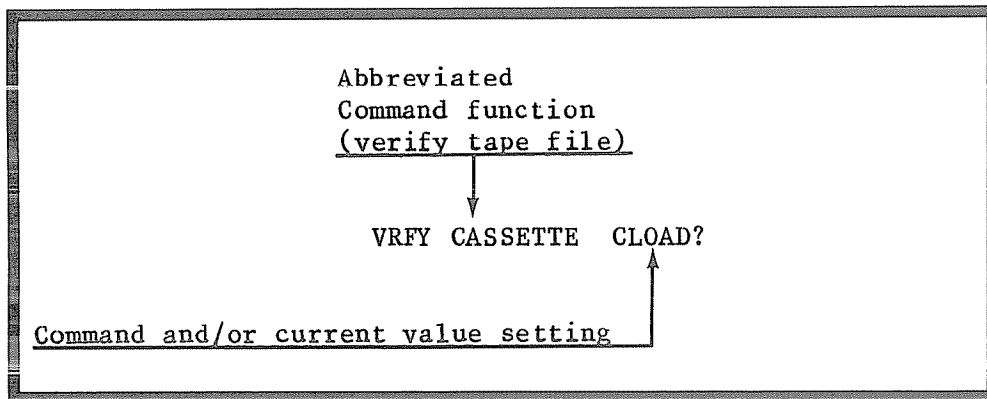 Abbreviated
Command function
(verify tape file)
VRFY CASSETTE CLOAD?
Command and/or current value setting